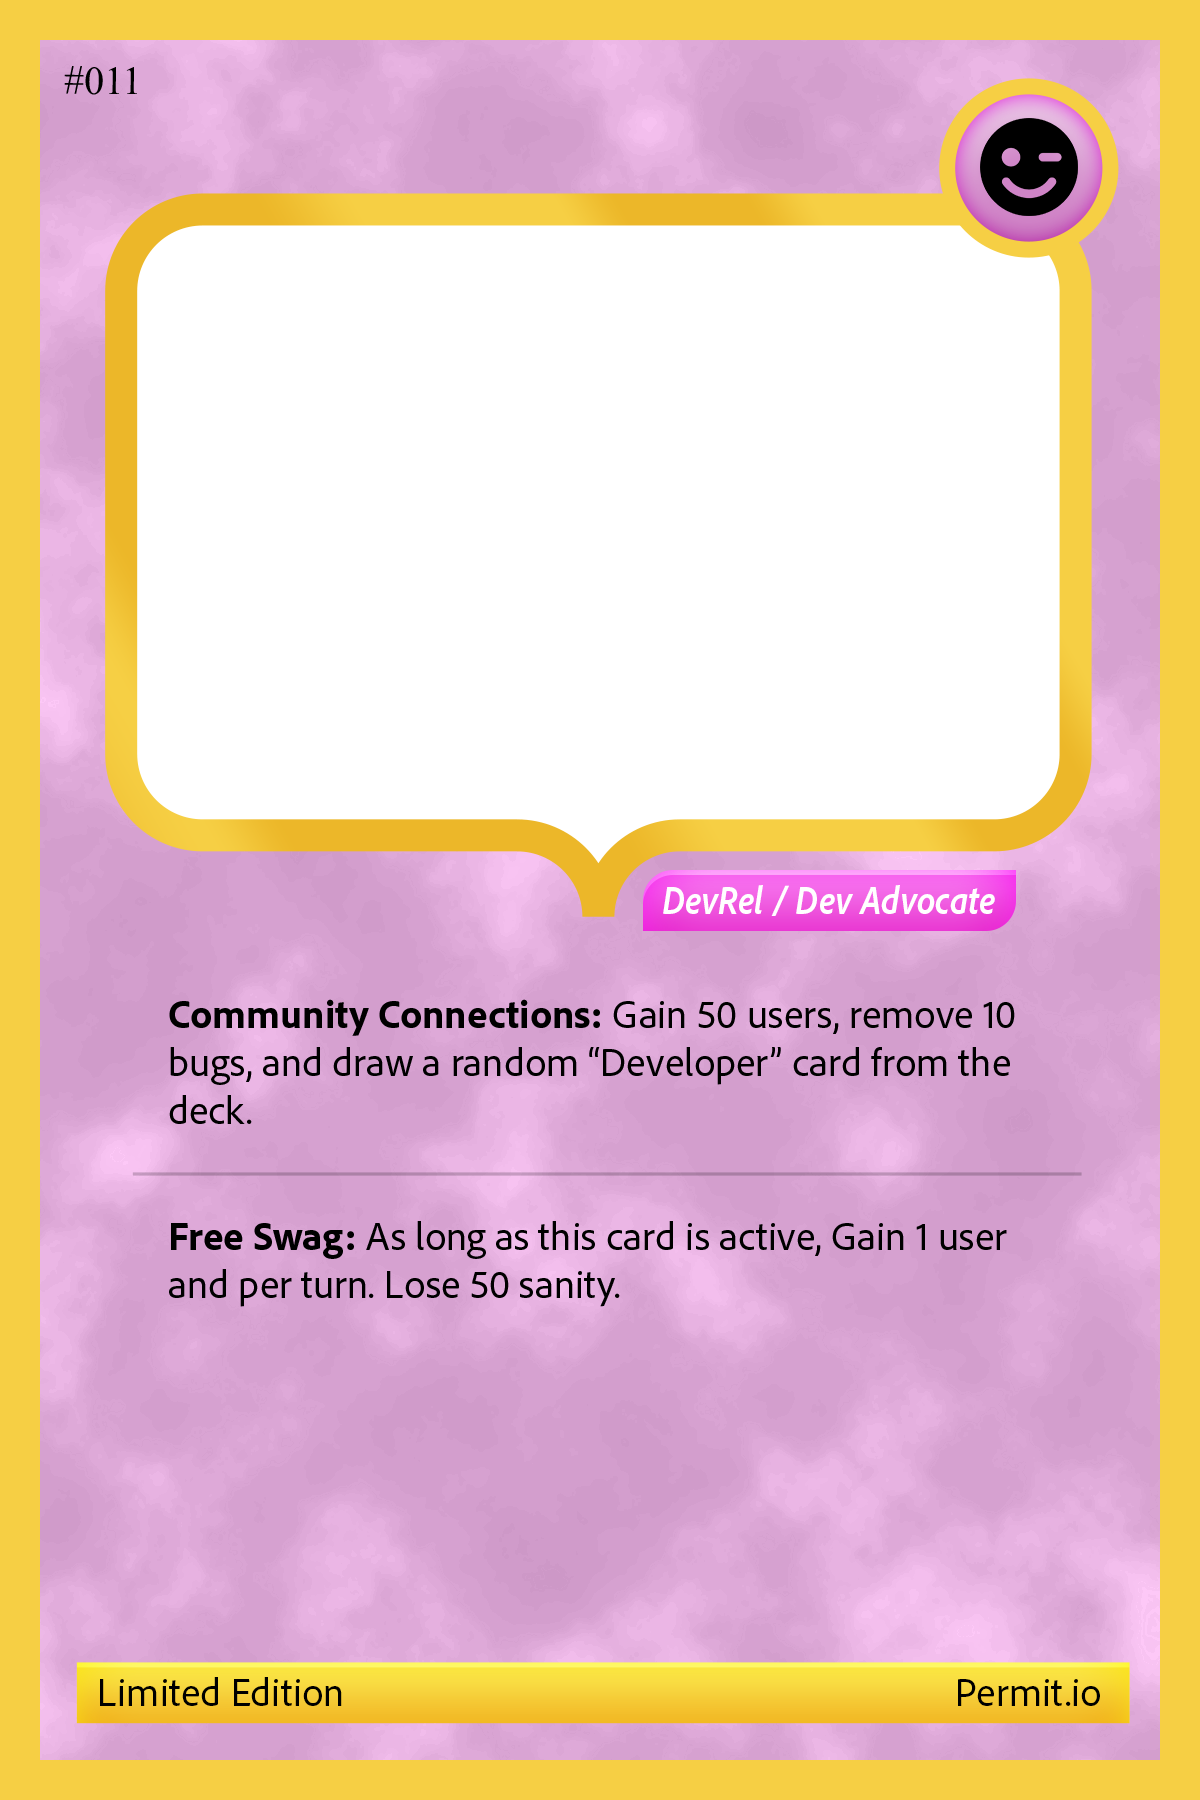 #011
DevRel / Dev Advocate
Community Connections: Gain 50 users, remove 10
bugs, and draw a random “Developer” card from the
deck.
Free Swag: As long as this card is active, Gain 1 user
and per turn. Lose 50 sanity.
Limited Edition
Permit.io